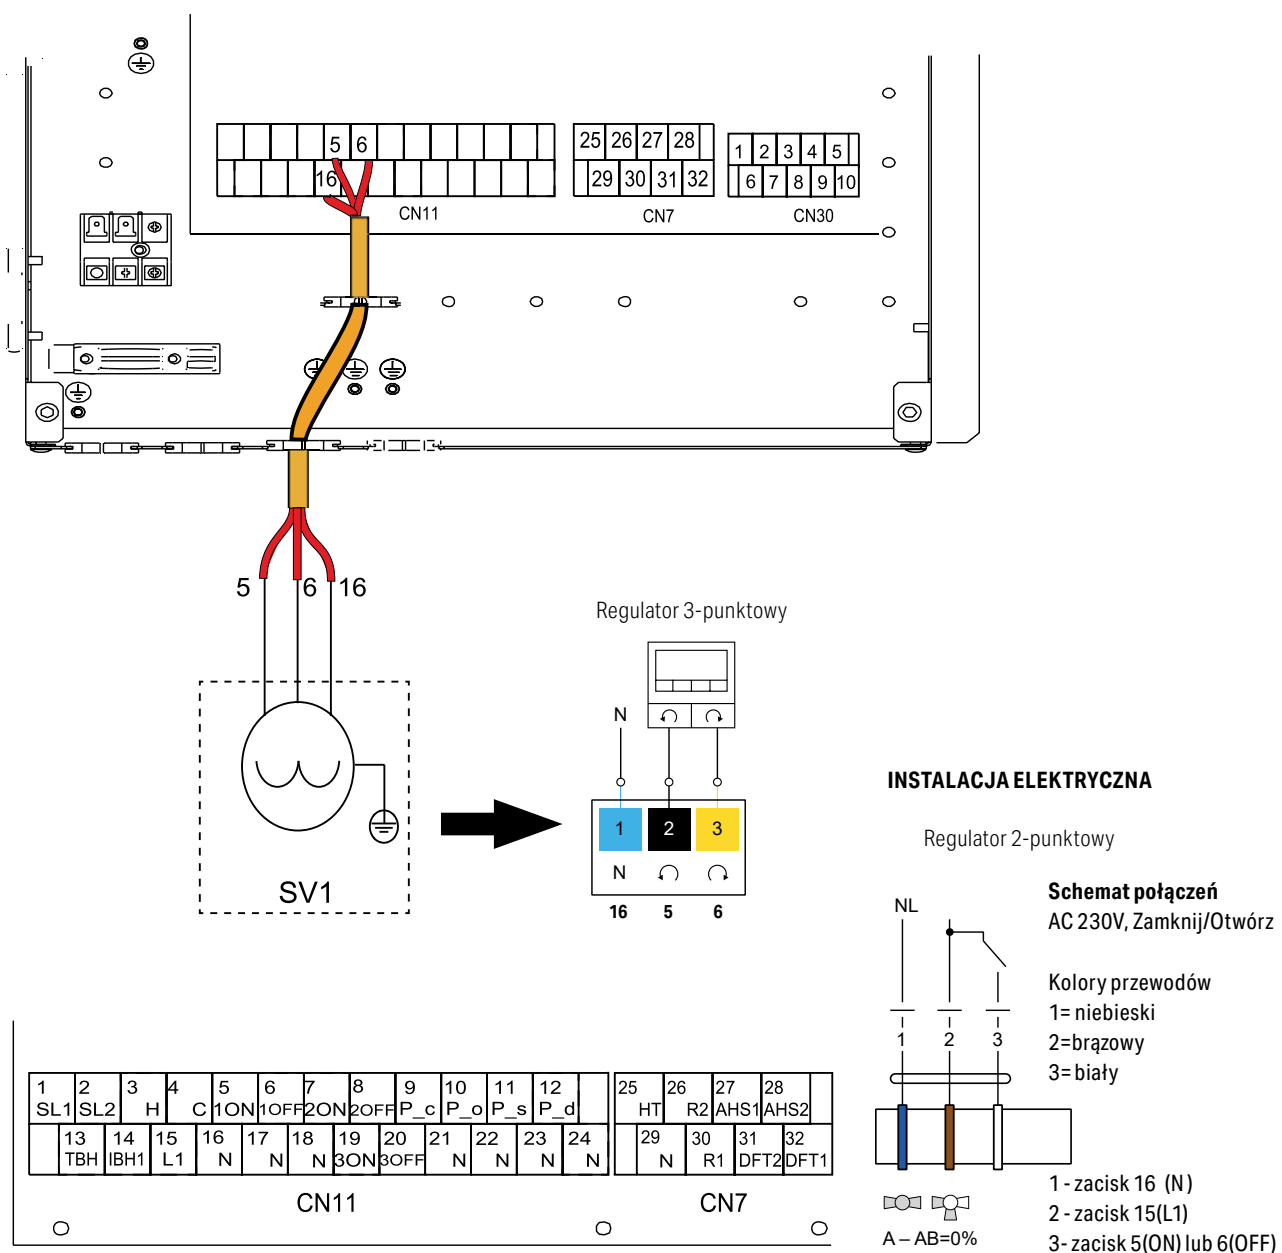 5 6
16
CN11
25 26 27 28
29 30 31 32
CN7
1 2 3 4 5
6 7 8 9 10
CN30
5 6 16
SV1
Regulator 3-punktowy
N
1 2 3
N
16 5 6
INSTALACJA ELEKTRYCZNA
Regulator 2-punktowy
Schemat połączeń
AC 230V, Zamknij/Otwórz
NL
Kolory przewodów
1= niebieski
2=brązowy
3= biały
1 2 3
1 - zacisk 16 (N)
2 - zacisk 15(L1)
3- zacisk 5(ON) lub 6(OFF)
A – AB=0%
1 2 3 4 5 6 7 8 9 10 11 12
SL1 SL2 H C 1ON 1OFF 2ON 2OFF P_c P_o P_s P_d
13 14 15 16 17 18 19 20 21 22 23 24
TBH IBH1 L1 N N N 3ON 3OFF N N N N
CN11
25 26 27 28
HT R2 AHS1 AHS2
29 30 31 32
N R1 DFT2 DFT1
CN7